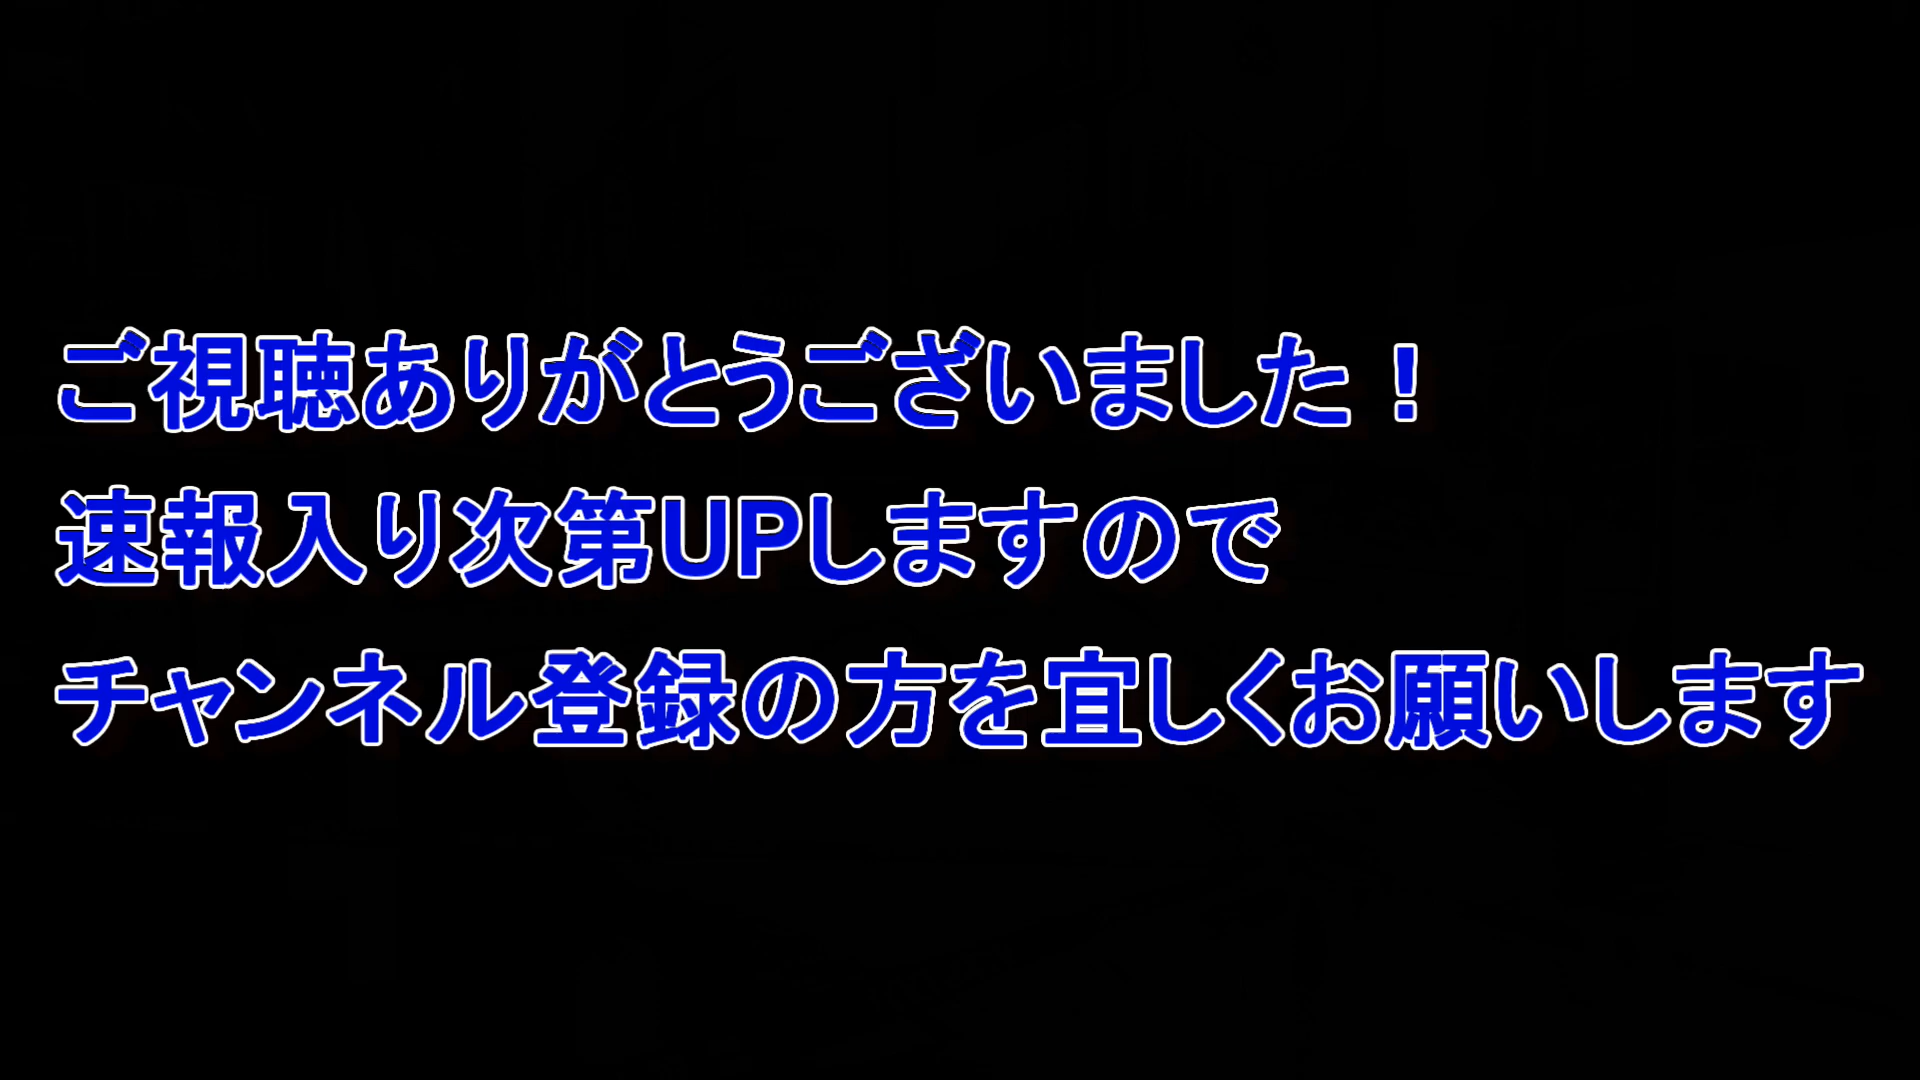 ご視聴ありがとうございました！
速報入り次第UPしますので
チャンネル登録の方を宜しくお願いします